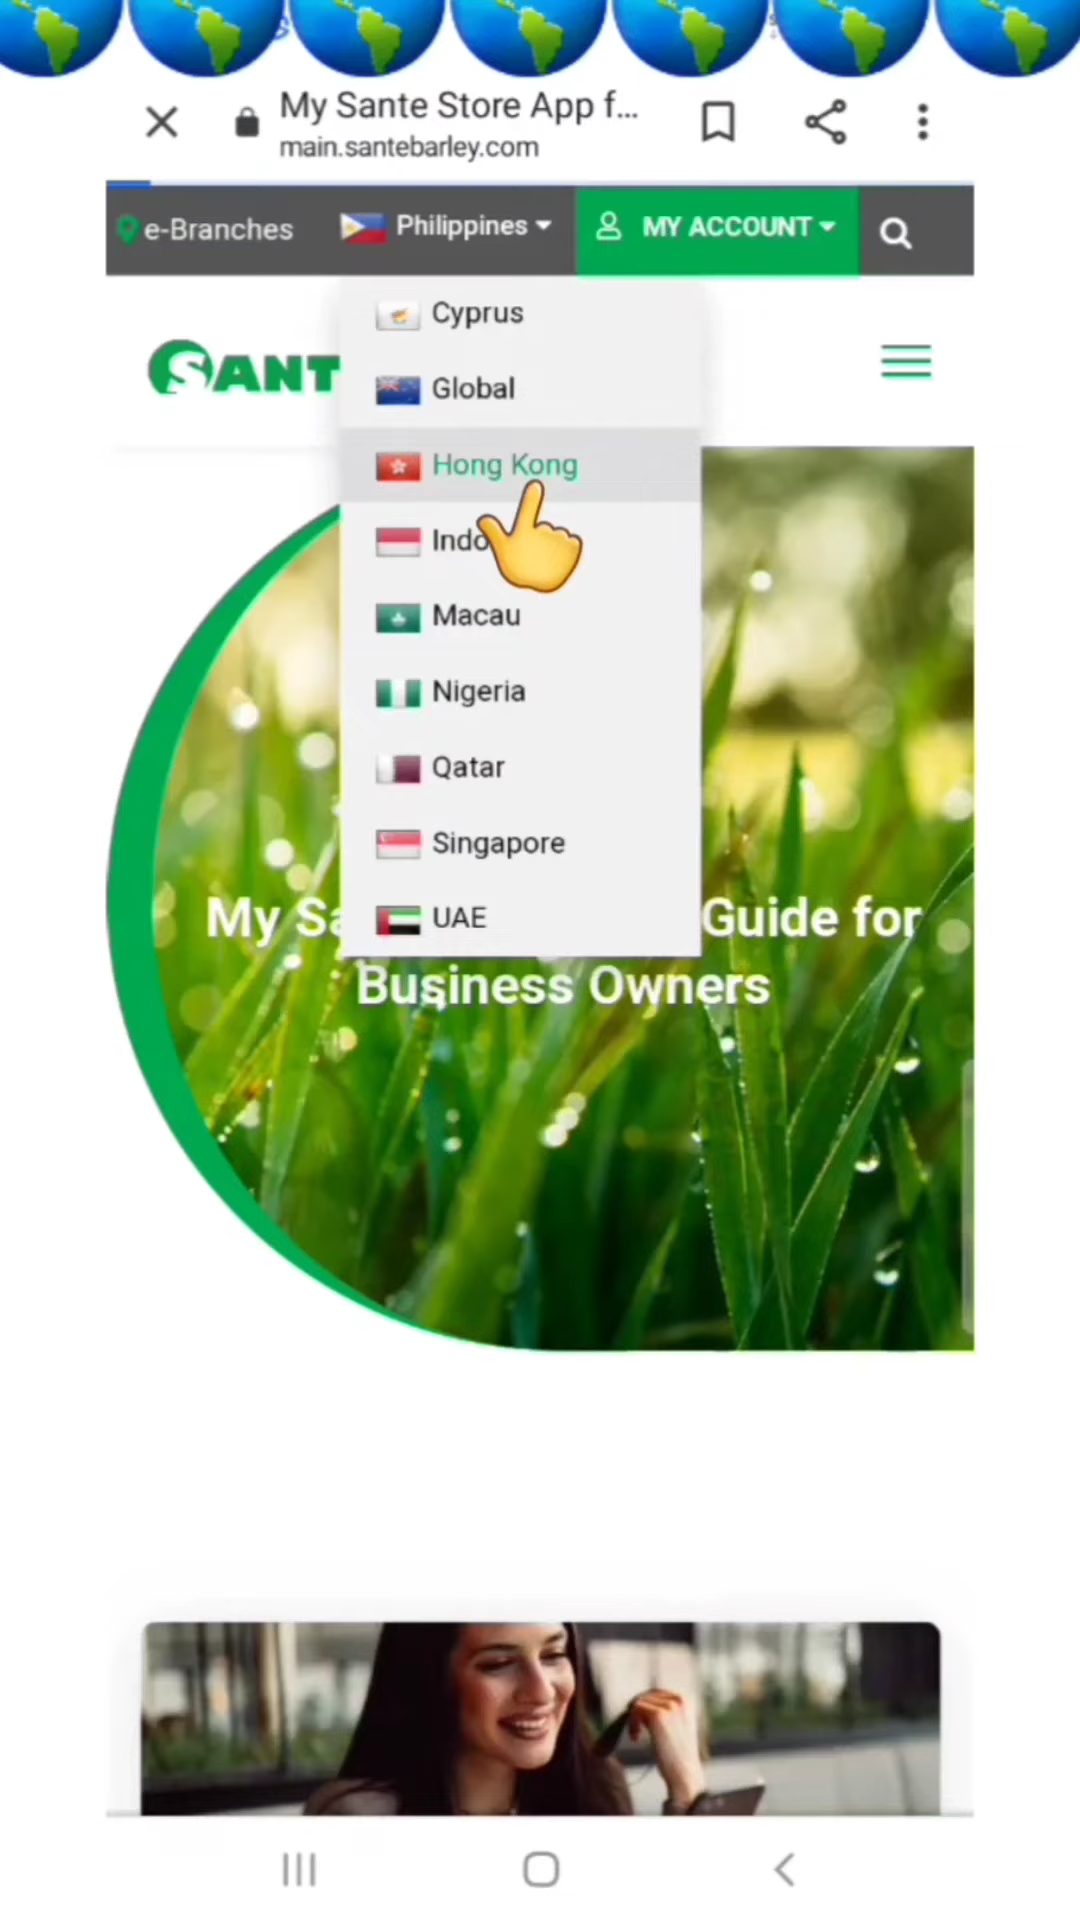 My Sante Store App f...
main.santebarley.com
e-Branches
Philippines
MY ACCOUNT
Cyprus
SANT
Global
Hong Kong
Indo
Macau
Nigeria
Qatar
Singapore
UAE
My Sa Guide for
Business Owners